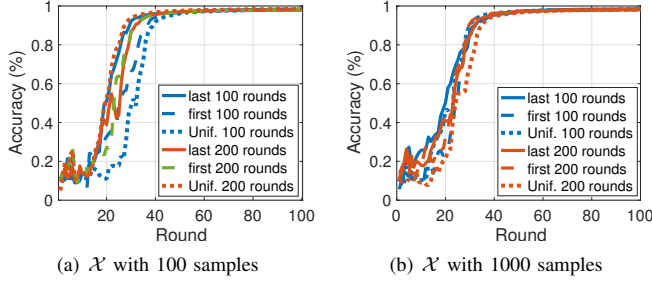 1
0.8
0.6
0.4
0.2
0
Accuracy (%)
last 100 rounds
first 100 rounds
Unif. 100 rounds
last 200 rounds
first 200 rounds
Unif. 200 rounds
20 40 60 80 100
Round
(a) 𝒳 with 100 samples
1
0.8
0.6
0.4
0.2
0
Accuracy (%)
last 100 rounds
first 100 rounds
Unif. 100 rounds
last 200 rounds
first 200 rounds
Unif. 200 rounds
0 20 40 60 80 100
Round
(b) 𝒳 with 1000 samples